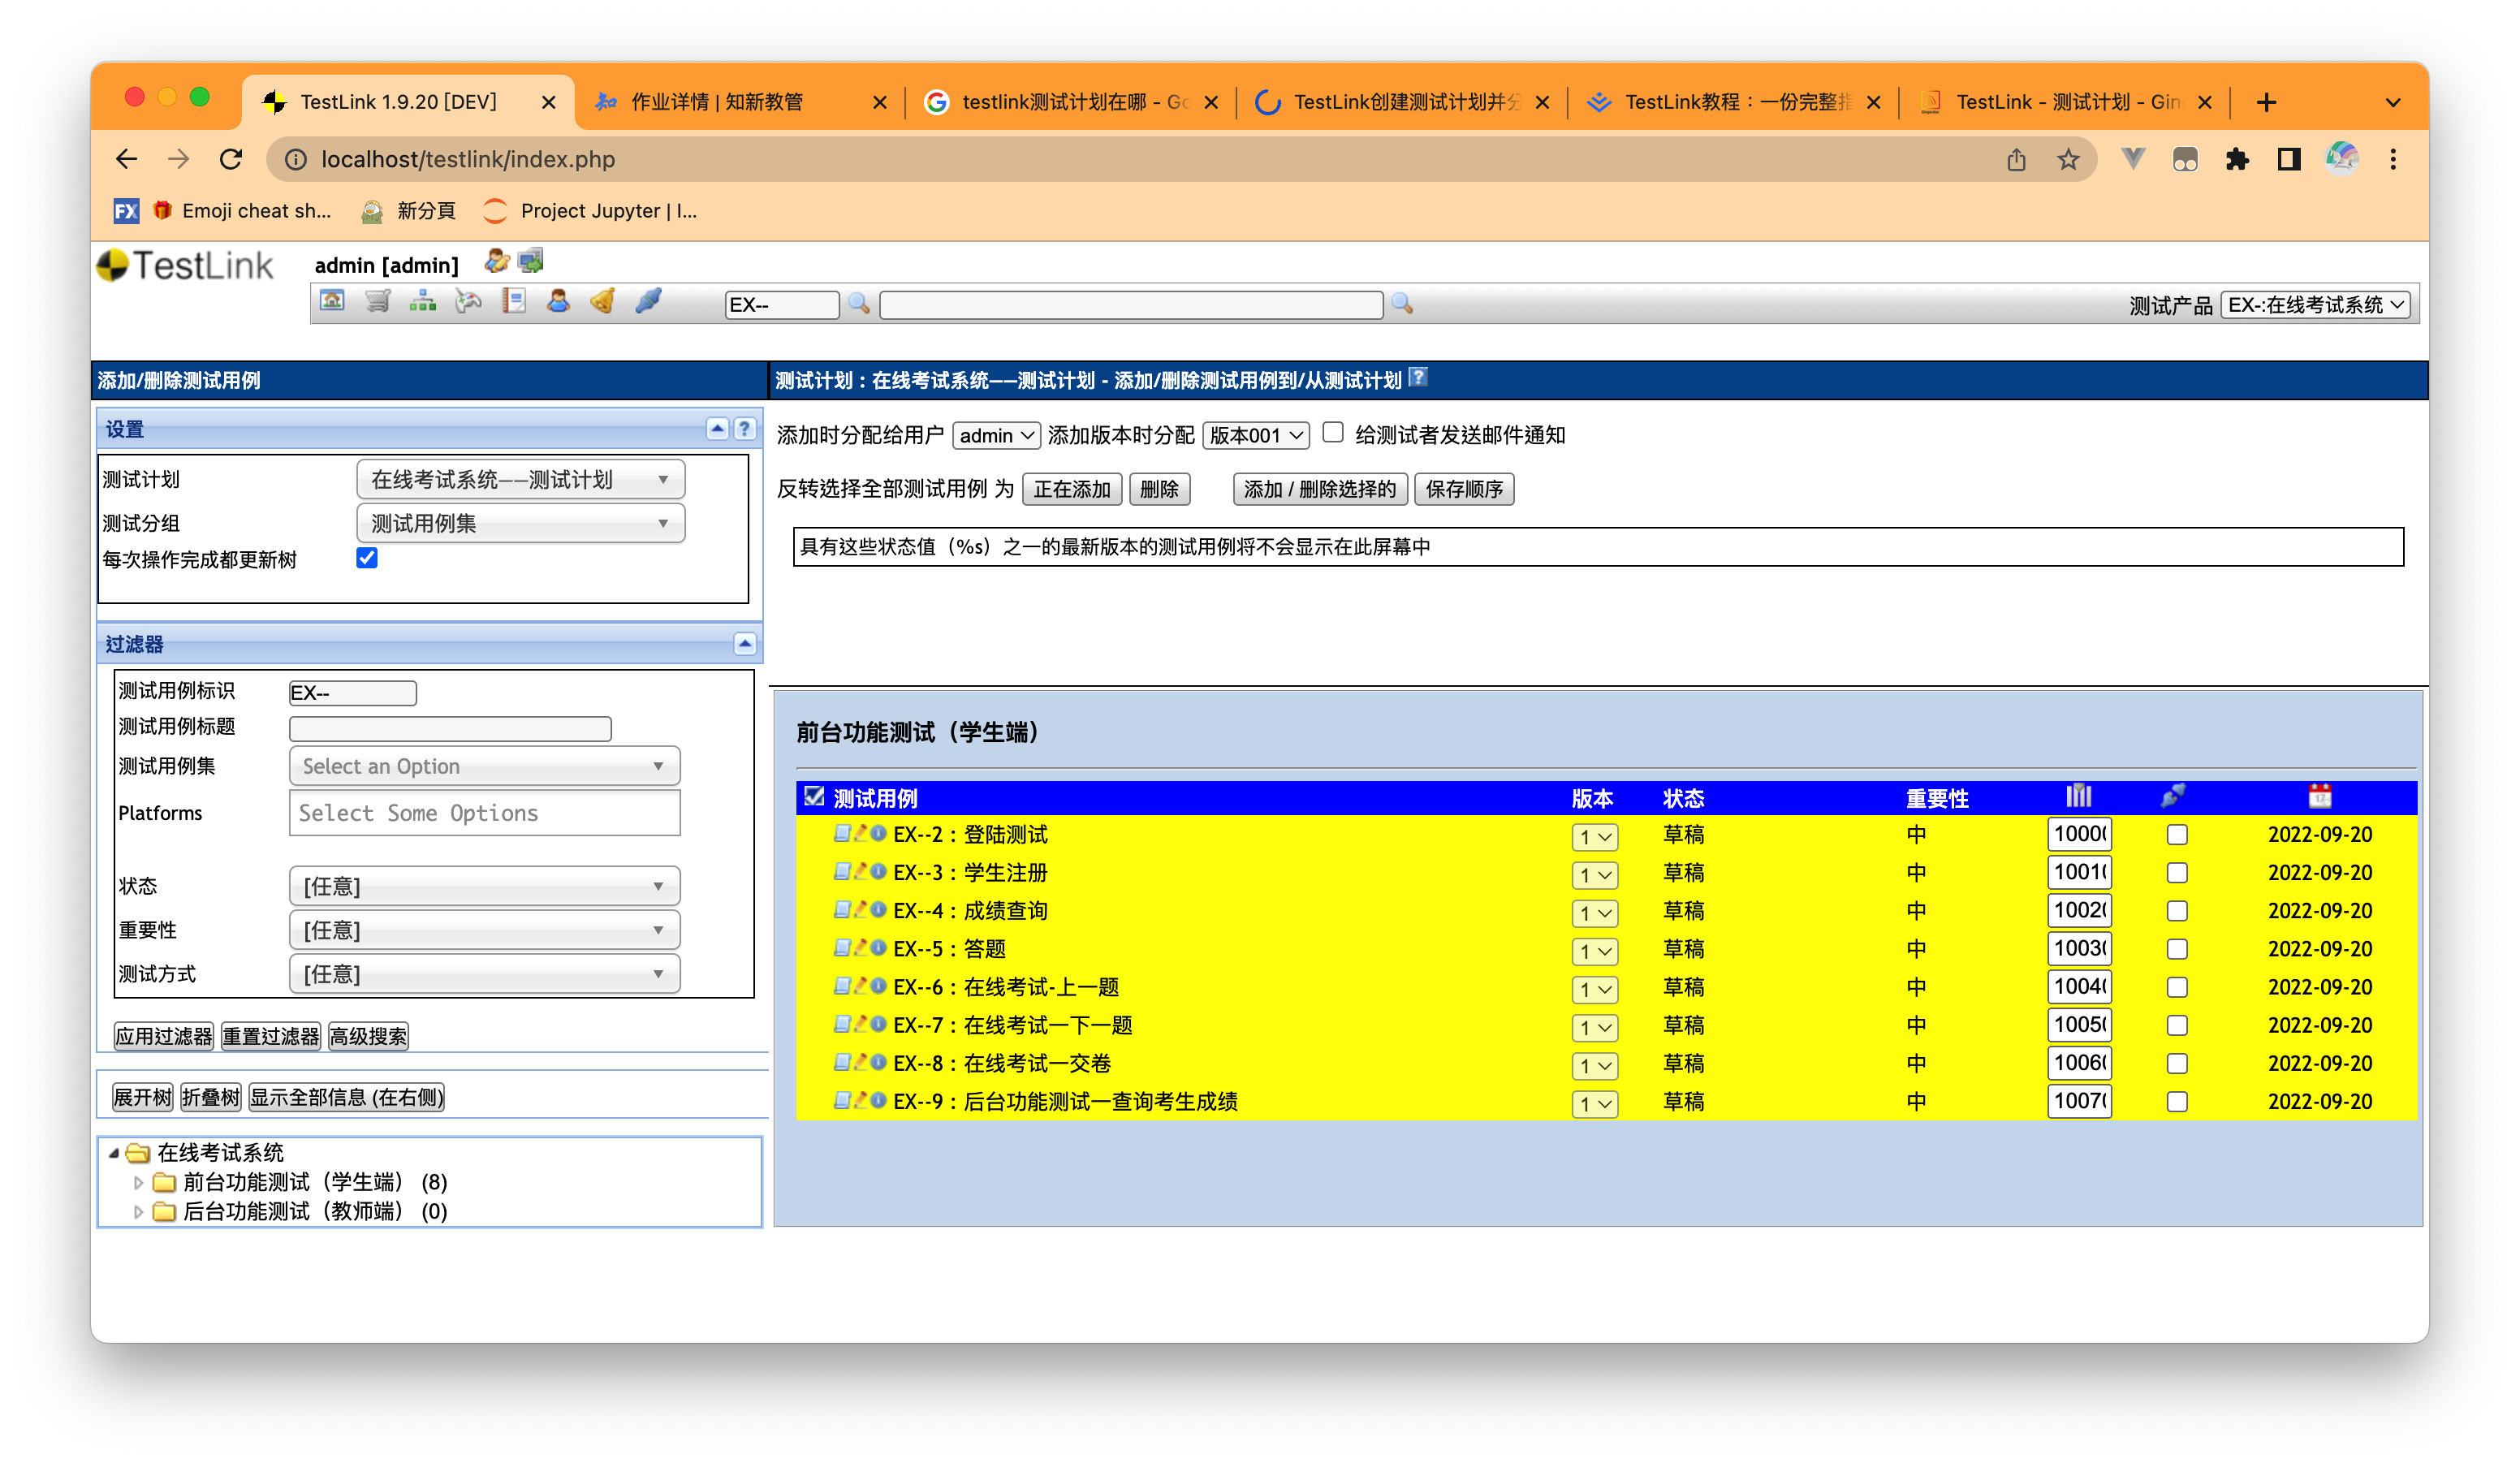 TestLink 1.9.20 [DEV]
作业详情 | 知新教管
testlink测试计划在哪 - Go
TestLink创建测试计划并分
TestLink教程：一份完整指
TestLink - 测试计划 - Gin
localhost/testlink/index.php
FX
Emoji cheat sh...
新分頁
Project Jupyter | I...
TestLink
admin [admin]
EX--
测试产品 EX-:在线考试系统
添加/删除测试用例
测试计划：在线考试系统——测试计划 - 添加/删除测试用例到/从测试计划
设置
测试计划 在线考试系统——测试计划
测试分组 测试用例集
每次操作完成都更新树
过滤器
测试用例标识 EX--
测试用例标题
测试用例集 Select an Option
Platforms Select Some Options
状态 [任意]
重要性 [任意]
测试方式 [任意]
应用过滤器 重置过滤器 高级搜索
展开树 折叠树 显示全部信息 (在右侧)
在线考试系统
前台功能测试（学生端） (8)
后台功能测试（教师端） (0)
添加时分配给用户 admin 添加版本时分配 版本001 给测试者发送邮件通知
反转选择全部测试用例 为 正在添加 删除 添加 / 删除选择的 保存顺序
具有这些状态值（%s）之一的最新版本的测试用例将不会显示在此屏幕中
前台功能测试（学生端）
测试用例 版本 状态 重要性
EX--2：登陆测试 1 草稿 中 1000 2022-09-20
EX--3：学生注册 1 草稿 中 1001 2022-09-20
EX--4：成绩查询 1 草稿 中 1002 2022-09-20
EX--5：答题 1 草稿 中 1003 2022-09-20
EX--6：在线考试-上一题 1 草稿 中 1004 2022-09-20
EX--7：在线考试一下一题 1 草稿 中 1005 2022-09-20
EX--8：在线考试一交卷 1 草稿 中 1006 2022-09-20
EX--9：后台功能测试一查询考生成绩 1 草稿 中 1007 2022-09-20